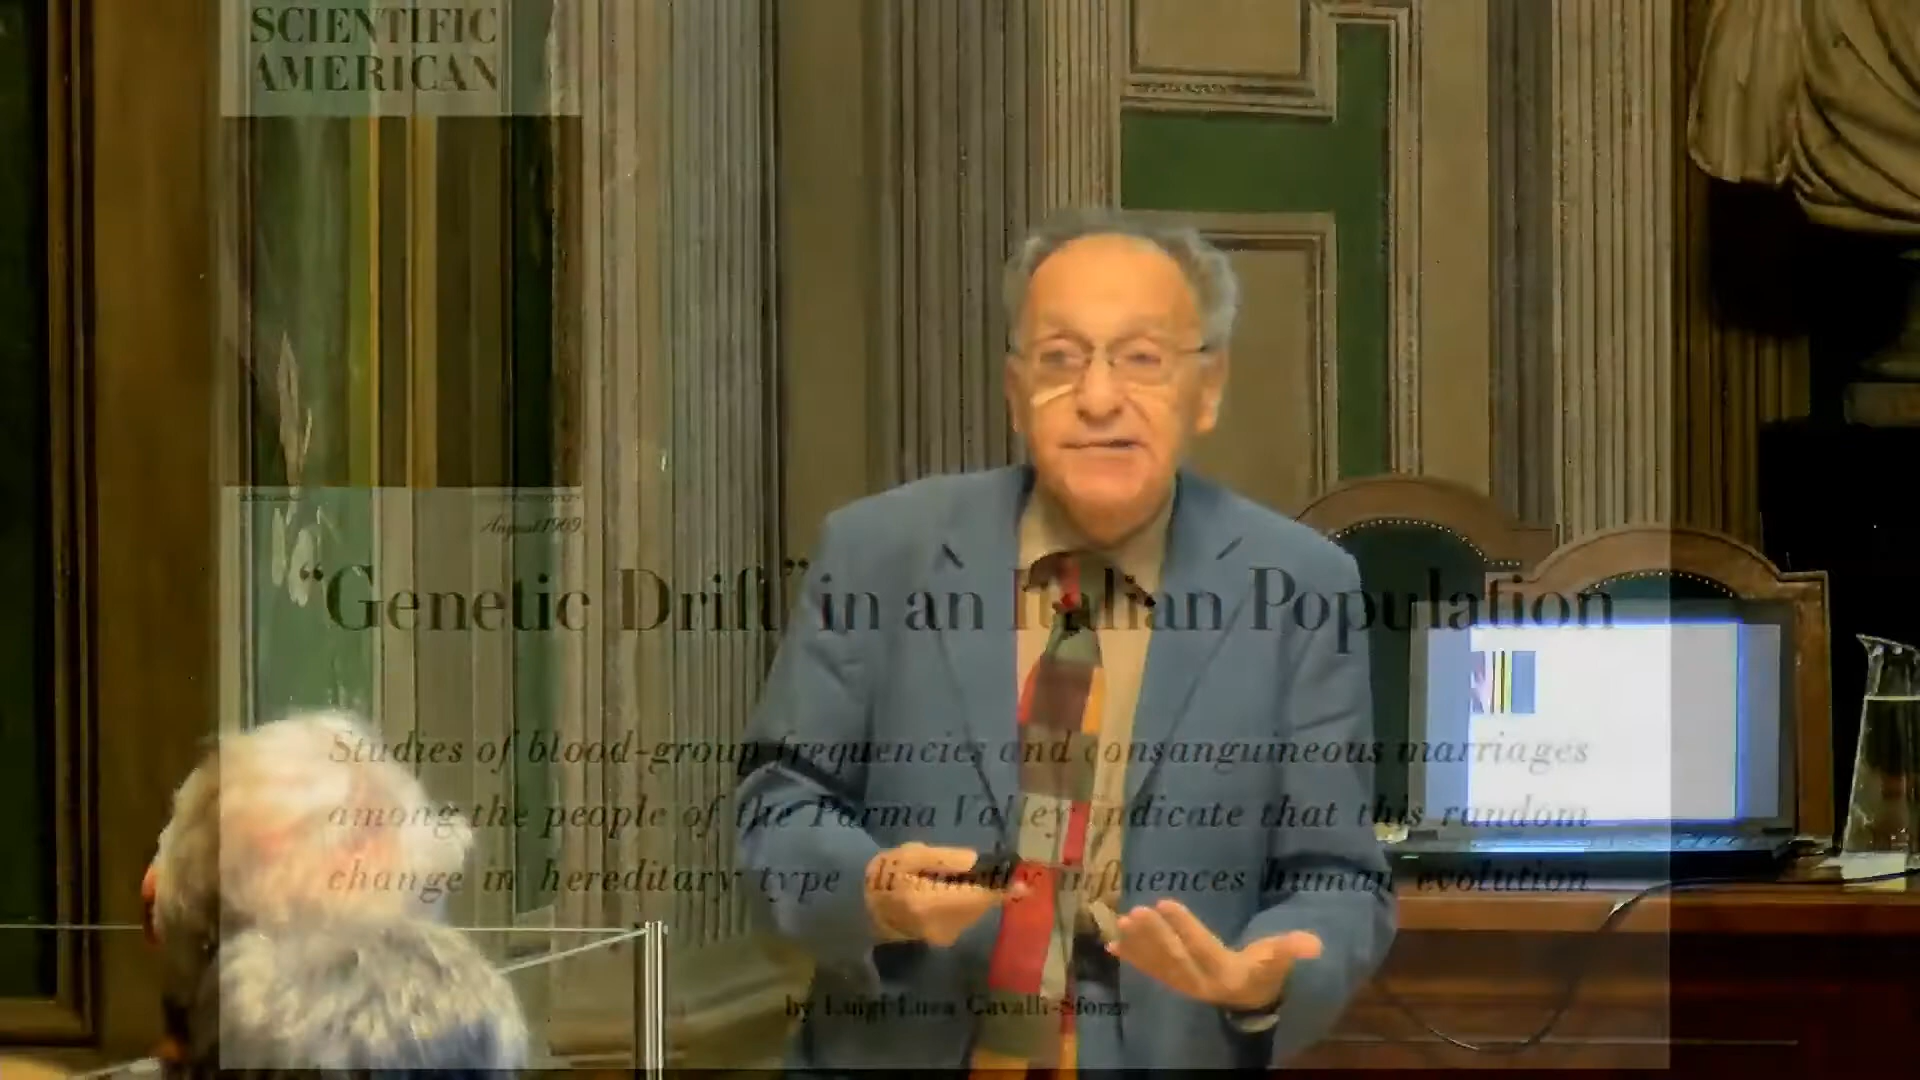 SCIENTIFIC
AMERICAN
August 1969
“Genetic Drift” in an Italian Population
Studies of blood-group frequencies and consanguineous marriages
among the people of the Parma Valley indicate that this random
change in hereditary type distinctly influences human evolution
by Luigi Luca Cavalli-Sforza